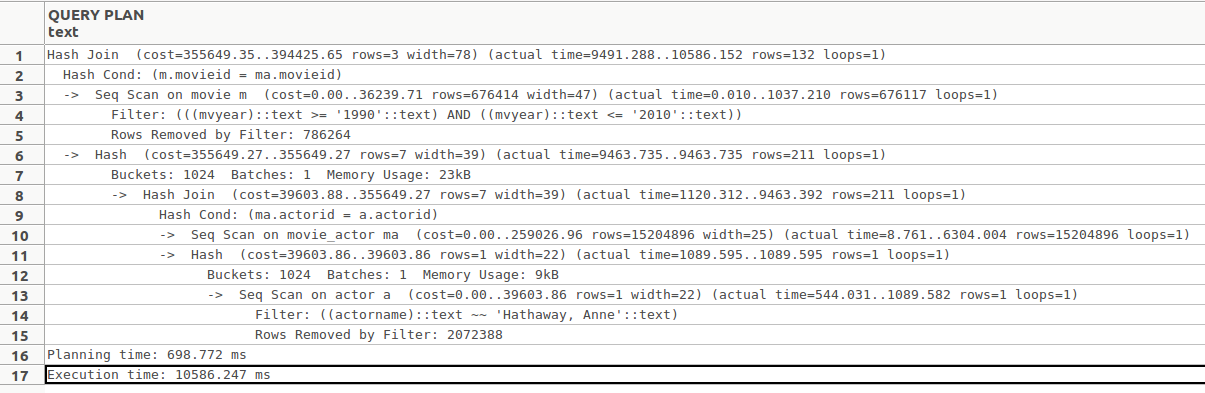 QUERY PLAN
text
1 Hash Join (cost=355649.35..394425.65 rows=3 width=78) (actual time=9491.288..10586.152 rows=132 loops=1)
2 Hash Cond: (m.movieid = ma.movieid)
3 -> Seq Scan on movie m (cost=0.00..36239.71 rows=676414 width=47) (actual time=0.010..1037.210 rows=676117 loops=1)
4 Filter: (((mvyear)::text >= '1990'::text) AND ((mvyear)::text <= '2010'::text))
5 Rows Removed by Filter: 786264
6 -> Hash (cost=355649.27..355649.27 rows=7 width=39) (actual time=9463.735..9463.735 rows=211 loops=1)
7 Buckets: 1024 Batches: 1 Memory Usage: 23kB
8 -> Hash Join (cost=39603.88..355649.27 rows=7 width=39) (actual time=1120.312..9463.392 rows=211 loops=1)
9 Hash Cond: (ma.actorid = a.actorid)
10 -> Seq Scan on movie_actor ma (cost=0.00..259026.96 rows=15204896 width=25) (actual time=8.761..6304.004 rows=15204896 loops=1)
11 -> Hash (cost=39603.86..39603.86 rows=1 width=22) (actual time=1089.595..1089.595 rows=1 loops=1)
12 Buckets: 1024 Batches: 1 Memory Usage: 9kB
13 -> Seq Scan on actor a (cost=0.00..39603.86 rows=1 width=22) (actual time=544.031..1089.582 rows=1 loops=1)
14 Filter: ((actorname)::text ~~ 'Hathaway, Anne'::text)
15 Rows Removed by Filter: 2072388
16 Planning time: 698.772 ms
17 Execution time: 10586.247 ms